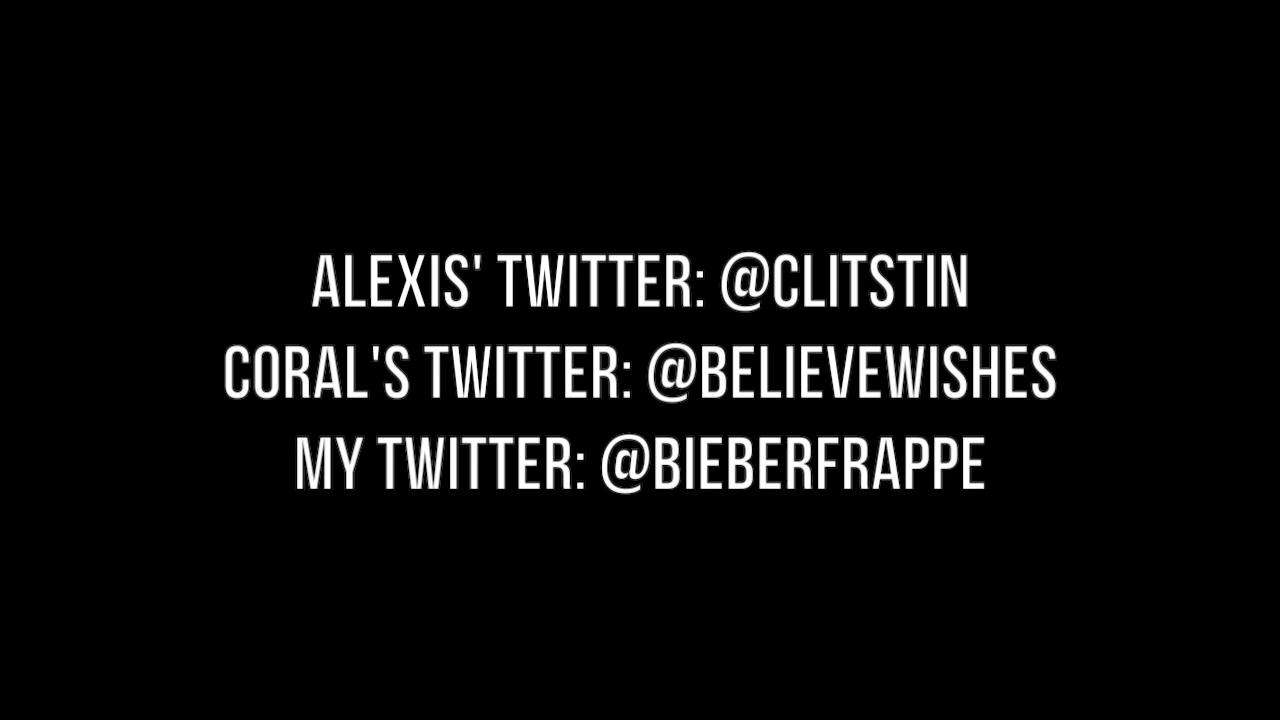 ALEXIS' TWITTER: @CLITSTIN
CORAL'S TWITTER: @BELIEVEWISHES
MY TWITTER: @BIEBERFRAPPE